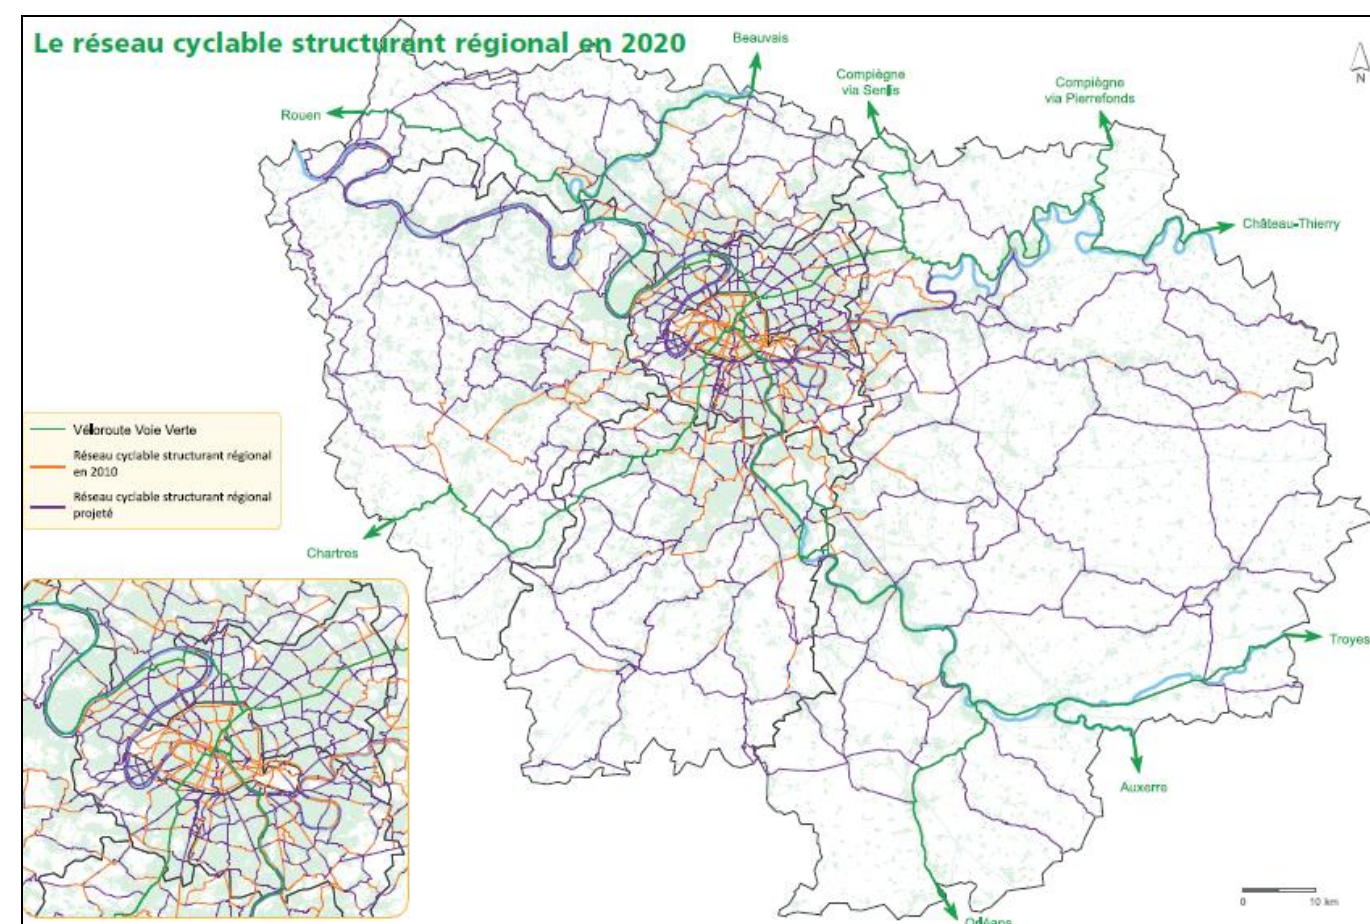 Le réseau cyclable structurant régional en 2020
Beauvais
Compiègne
via Senlis
Compiègne
via Pierrefonds
N
Rouen
Château-Thierry
Véloroute Voie Verte
Réseau cyclable structurant régional
en 2010
Réseau cyclable structurant régional
projeté
Chartres
Troyes
Auxerre
0 10 km
Orléans